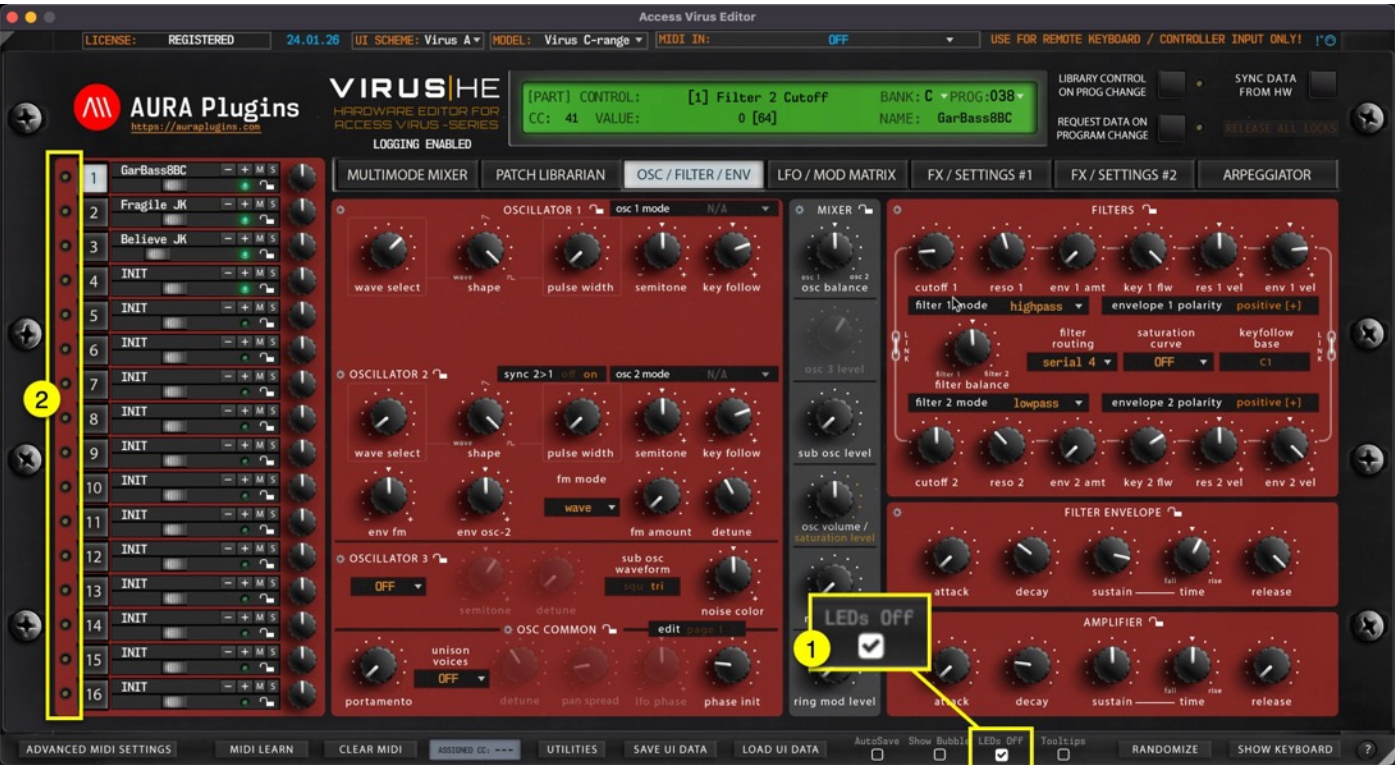 Access Virus Editor
LICENSE: REGISTERED 24.01.26 UI SCHEME: Virus A MODEL: Virus C-range MIDI IN: OFF USE FOR REMOTE KEYBOARD / CONTROLLER INPUT ONLY!
AURA Plugins
https://auraplugins.com
VIRUS|HE
HARDWARE EDITOR FOR
ACCESS VIRUS -SERIES
LOGGING ENABLED
[PART] CONTROL: [1] Filter 2 Cutoff BANK: C PROG:038
CC: 41 VALUE: 0 [64] NAME: GarBass8BC
LIBRARY CONTROL
ON PROG CHANGE
SYNC DATA
FROM HW
REQUEST DATA ON
PROGRAM CHANGE
RELEASE ALL LOCKS
MULTIMODE MIXER PATCH LIBRARIAN OSC / FILTER / ENV LFO / MOD MATRIX FX / SETTINGS #1 FX / SETTINGS #2 ARPEGGIATOR
1 GarBass8BC - + M S
2 Fragile JK - + M S
3 Believe JK - + M S
4 INIT - + M S
5 INIT - + M S
6 INIT - + M S
7 INIT - + M S
8 INIT - + M S
9 INIT - + M S
10 INIT - + M S
11 INIT - + M S
12 INIT - + M S
13 INIT - + M S
14 INIT - + M S
15 INIT - + M S
16 INIT - + M S
2
OSCILLATOR 1 osc 1 mode N/A
wave select wave shape pulse width - semitone + key follow
OSCILLATOR 2 sync 2>1 off on osc 2 mode N/A
wave select wave shape pulse width - semitone + key follow
fm mode
wave
env fm env osc-2 fm amount detune
OSCILLATOR 3 sub osc
waveform
OFF squ tri
semitone detune noise color
OSC COMMON edit page 1
unison
voices
OFF
portamento detune pan spread lfo phase phase init
MIXER
osc 1 osc 2
osc balance
osc 3 level
sub osc level
osc volume /
saturation level
ring mod level
FILTERS
cutoff 1 reso 1 env 1 amt key 1 flw res 1 vel env 1 vel
filter 1 mode highpass envelope 1 polarity positive [+]
LINK
filter 1 filter 2
filter balance
filter
routing
serial 4
saturation
curve
OFF
keyfollow
base
C1
LINK
filter 2 mode lowpass envelope 2 polarity positive [+]
cutoff 2 reso 2 env 2 amt key 2 flw res 2 vel env 2 vel
FILTER ENVELOPE
fall rise
attack decay sustain time release
AMPLIFIER
fall rise
attack decay sustain time release
1
LEDs Off
ADVANCED MIDI SETTINGS MIDI LEARN CLEAR MIDI ASSIGNED CC: --- UTILITIES SAVE UI DATA LOAD UI DATA AutoSave Show Bubble LEDs Off Tooltips RANDOMIZE SHOW KEYBOARD ?